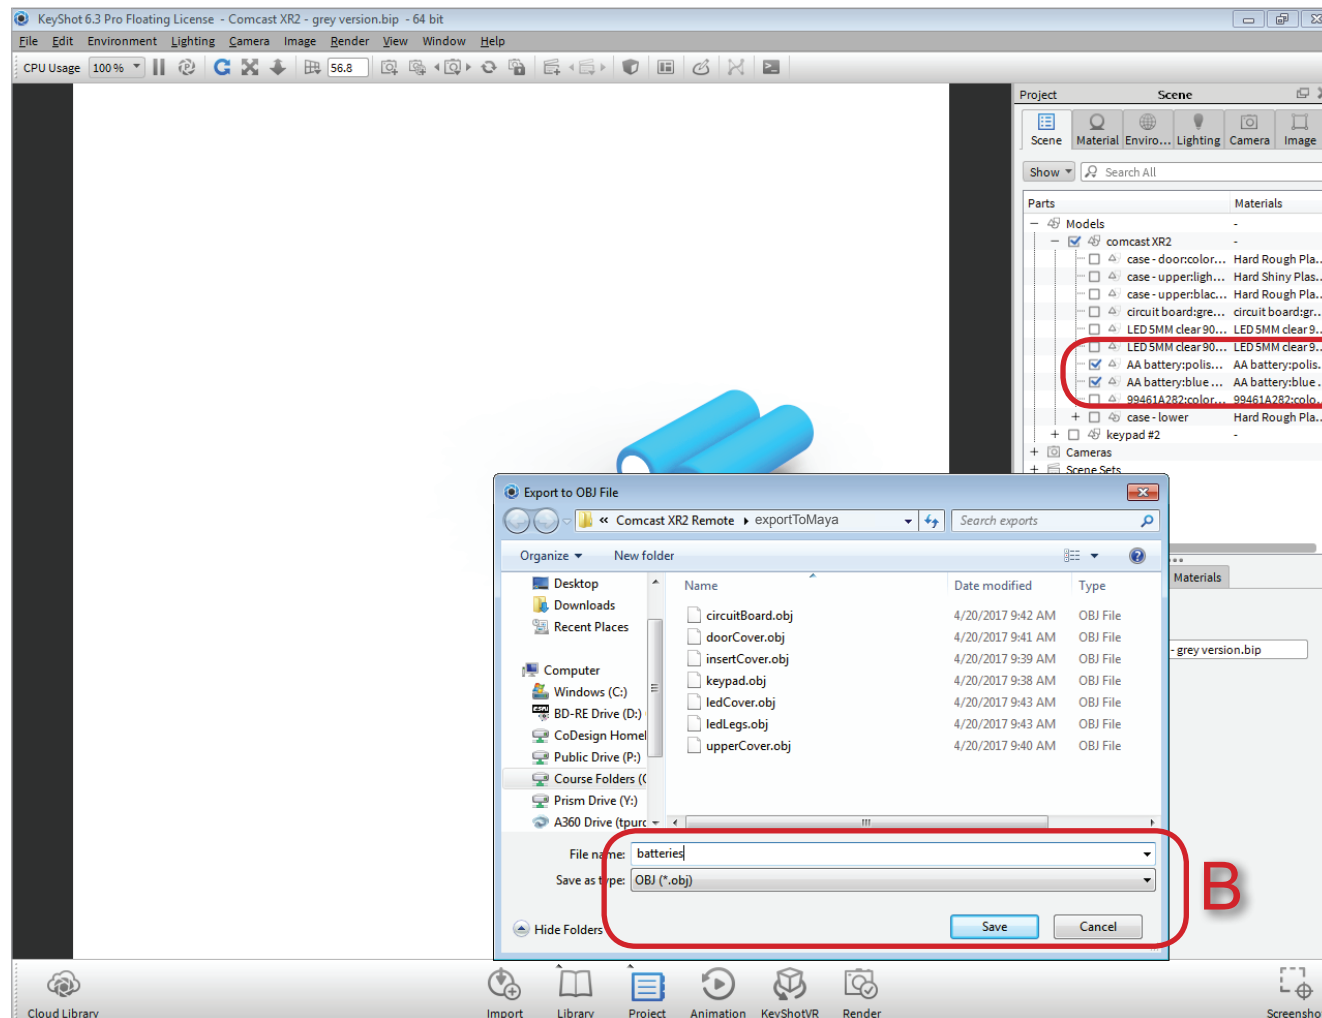 KeyShot 6.3 Pro Floating License - Comcast XR2 - grey version.bip - 64 bit
File Edit Environment Lighting Camera Image Render View Window Help
CPU Usage 100 % 56.8
Project Scene
Scene Material Enviro... Lighting Camera Image
Show Search All
Parts Materials
Models -
comcast XR2 -
case - door:color... Hard Rough Pla..
case - upper:ligh... Hard Shiny Plas..
case - upper:blac... Hard Rough Pla..
circuit board:gre... circuit board:gr..
LED 5MM clear 90... LED 5MM clear 9..
LED 5MM clear 90... LED 5MM clear 9..
AA battery:polis... AA battery:polis.
AA battery:blue ... AA battery:blue .
99461A282:color... 99461A282:colo..
case - lower Hard Rough Pla..
keypad #2 -
Cameras
Scene Sets
Export to OBJ File
« Comcast XR2 Remote exportToMaya Search exports
Organize New folder
Name Date modified Type
Desktop
Downloads
Recent Places
Computer
Windows (C:)
BD-RE Drive (D:)
CoDesign Home
Public Drive (P:)
Course Folders (
Prism Drive (Y:)
A360 Drive (tpurc
circuitBoard.obj 4/20/2017 9:42 AM OBJ File
doorCover.obj 4/20/2017 9:41 AM OBJ File
insertCover.obj 4/20/2017 9:39 AM OBJ File
keypad.obj 4/20/2017 9:38 AM OBJ File
ledCover.obj 4/20/2017 9:43 AM OBJ File
ledLegs.obj 4/20/2017 9:43 AM OBJ File
upperCover.obj 4/20/2017 9:40 AM OBJ File
Materials
- grey version.bip
File name: batteries
Save as type: OBJ (*.obj)
B
Hide Folders Save Cancel
Cloud Library Import Library Project Animation KeyShotVR Render Screensho